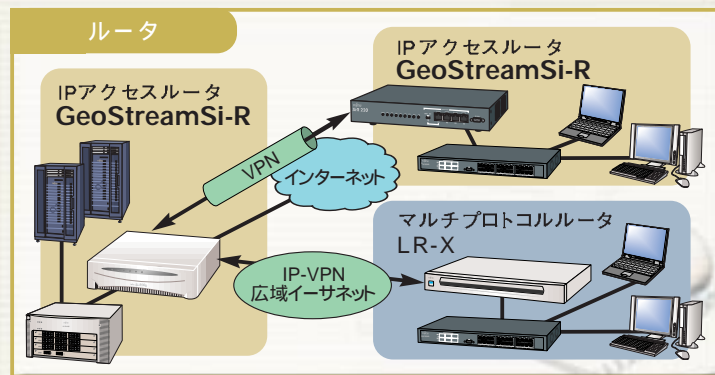 ルータ
IPアクセスルータ
GeoStreamSi-R
IPアクセスルータ
GeoStreamSi-R
VPN
インターネット
マルチプロトコルルータ
LR-X
IP-VPN
広域イーサネット